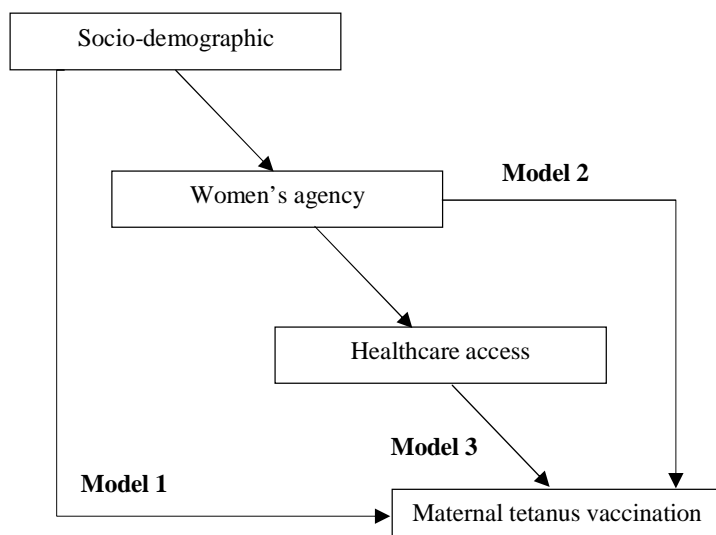 Socio-demographic
Women’s agency
Model 2
Healthcare access
Model 3
Model 1
Maternal tetanus vaccination